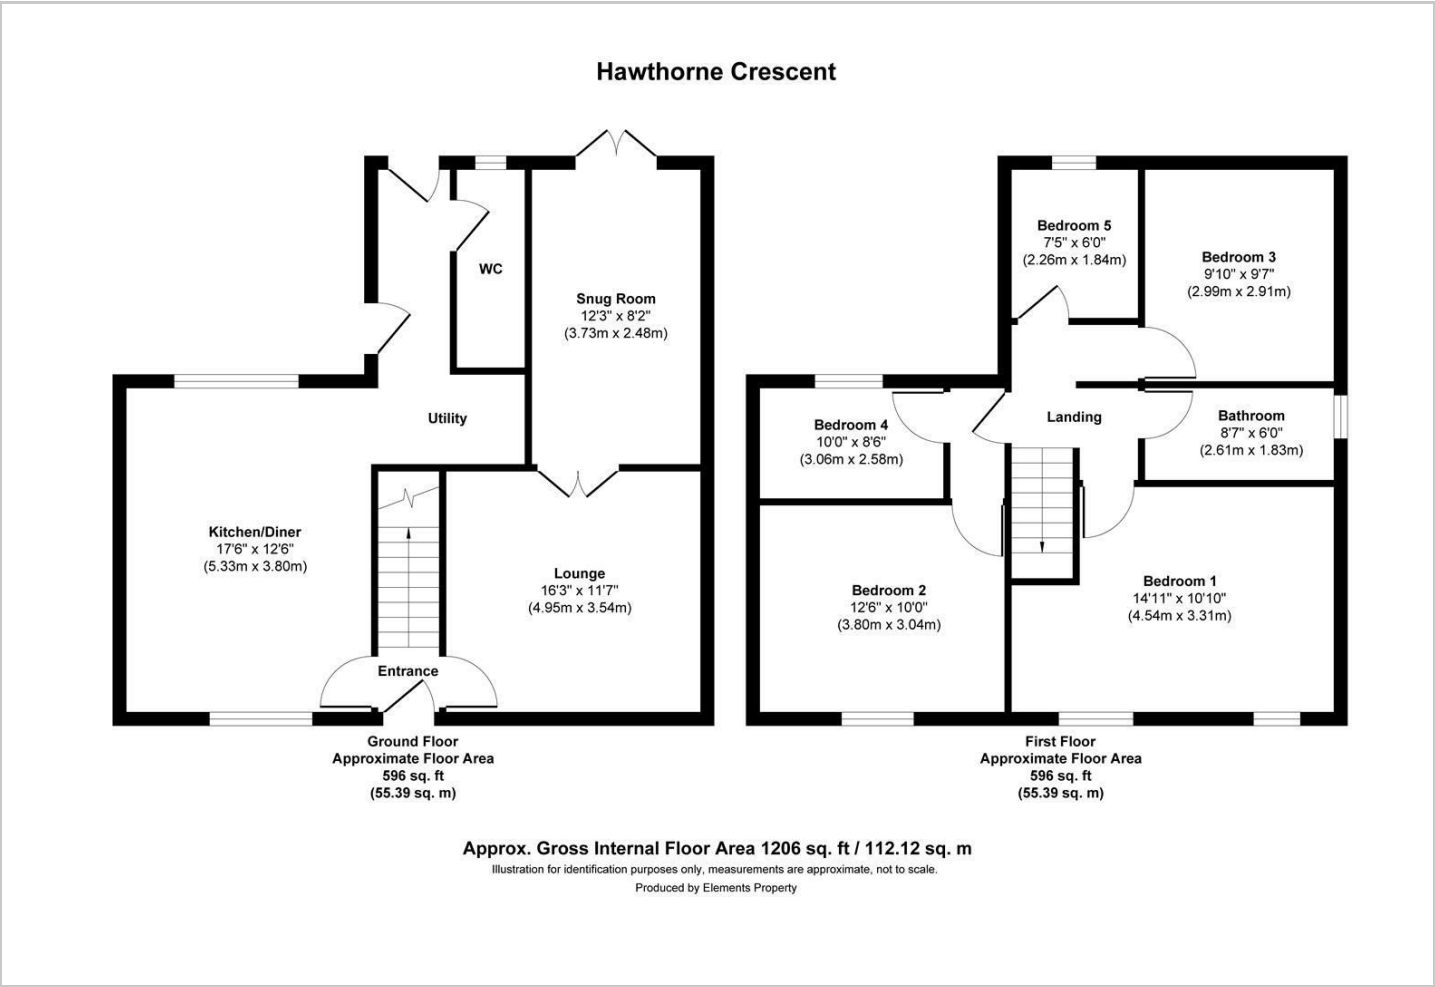 Hawthorne Crescent
WC
Snug Room
12'3" x 8'2"
(3.73m x 2.48m)
Utility
Kitchen/Diner
17'6" x 12'6"
(5.33m x 3.80m)
Lounge
16'3" x 11'7"
(4.95m x 3.54m)
Entrance
Ground Floor
Approximate Floor Area
596 sq. ft
(55.39 sq. m)
Bedroom 5
7'5" x 6'0"
(2.26m x 1.84m)
Bedroom 3
9'10" x 9'7"
(2.99m x 2.91m)
Bedroom 4
10'0" x 8'6"
(3.06m x 2.58m)
Landing
Bathroom
8'7" x 6'0"
(2.61m x 1.83m)
Bedroom 2
12'6" x 10'0"
(3.80m x 3.04m)
Bedroom 1
14'11" x 10'10"
(4.54m x 3.31m)
First Floor
Approximate Floor Area
596 sq. ft
(55.39 sq. m)
Approx. Gross Internal Floor Area 1206 sq. ft / 112.12 sq. m
Illustration for identification purposes only, measurements are approximate, not to scale.
Produced by Elements Property